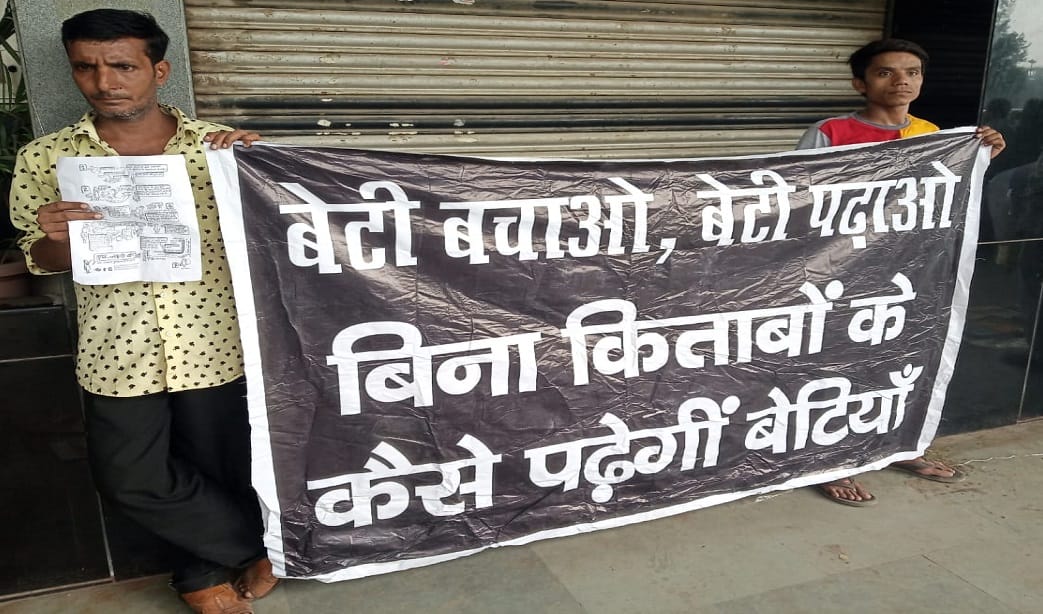 बेटी बचाओ, बेटी पढ़ाओ
बिना किताबों के
कैसे पढ़ेगीं बेटियाँ